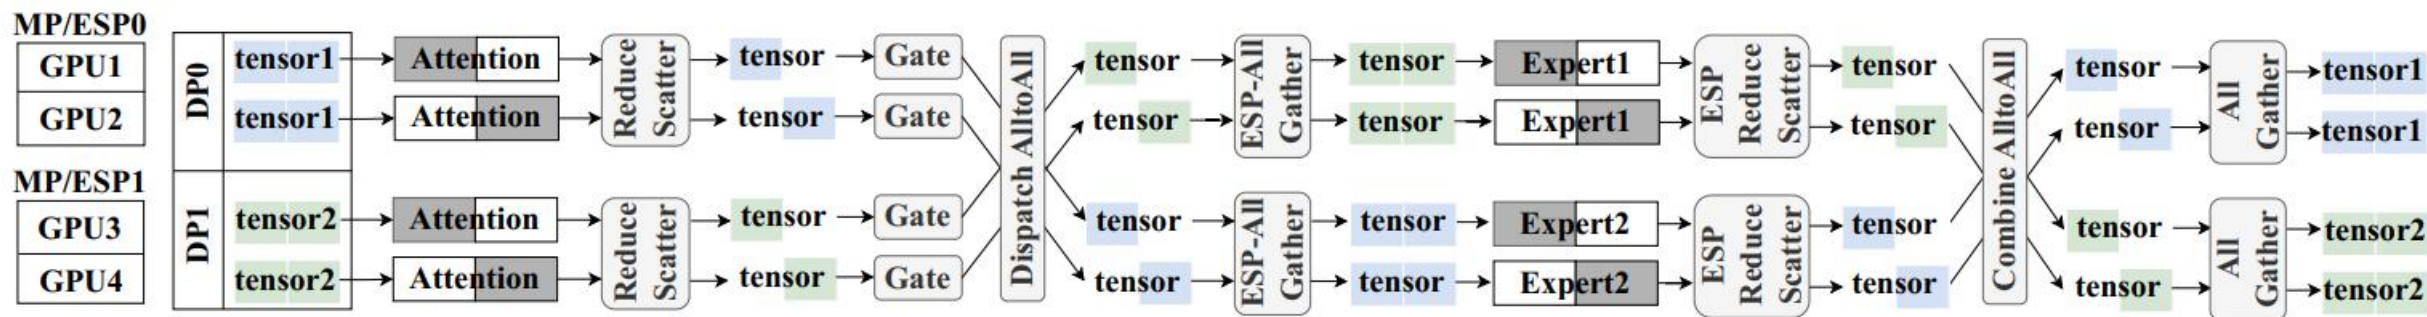 MP/ESP0
GPU1
GPU2
MP/ESP1
GPU3
GPU4
DP0
DP1
tensor1
tensor1
tensor2
tensor2
Attention
Attention
Attention
Attention
Reduce
Scatter
Reduce
Scatter
tensor
tensor
tensor
tensor
Gate
Gate
Gate
Gate
Dispatch AlltoAll
tensor
tensor
tensor
tensor
ESP-All
Gather
ESP-All
Gather
tensor
tensor
tensor
tensor
Expert1
Expert1
Expert2
Expert2
ESP
Reduce
Scatter
ESP
Reduce
Scatter
tensor
tensor
tensor
tensor
Combine AlltoAll
tensor
tensor
tensor
tensor
All
Gather
All
Gather
tensor1
tensor1
tensor2
tensor2